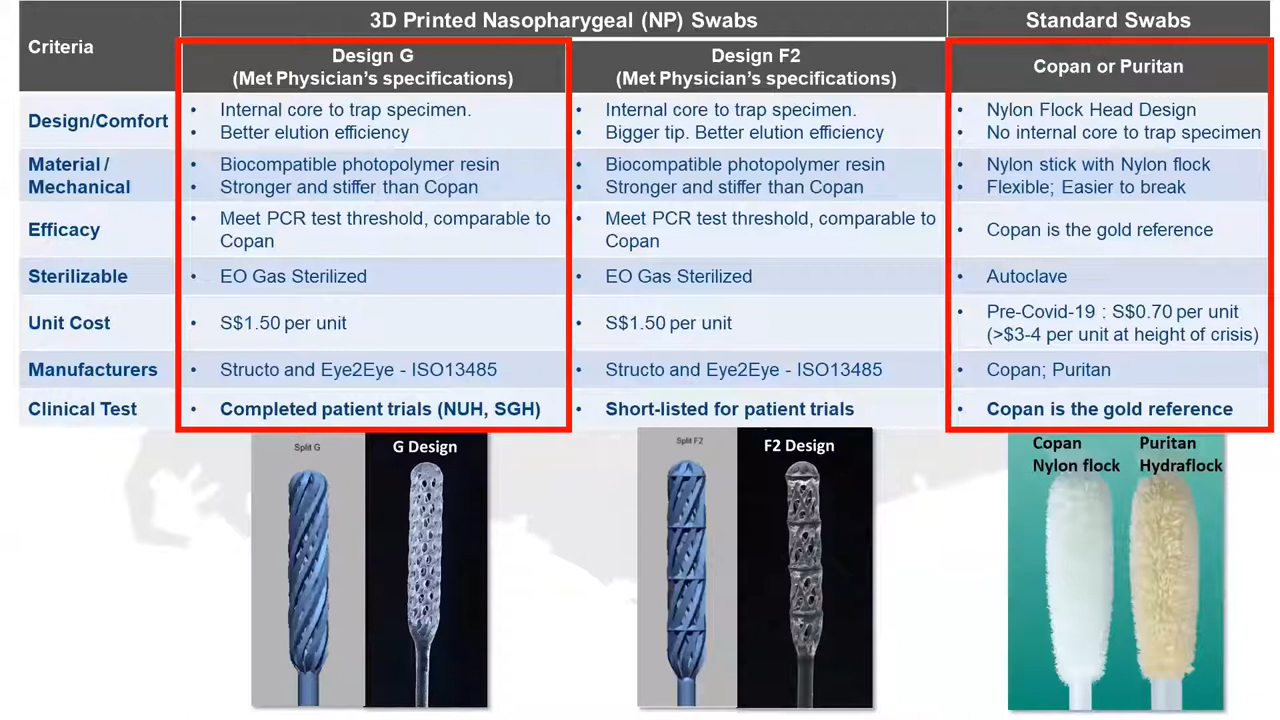 3D Printed Nasopharygeal (NP) Swabs
Standard Swabs
Criteria
Design G
(Met Physician's specifications)
Design F2
(Met Physician's specifications)
Copan or Puritan
Design/Comfort
• Internal core to trap specimen.
• Better elution efficiency
• Internal core to trap specimen.
• Bigger tip. Better elution efficiency
• Nylon Flock Head Design
• No internal core to trap specimen
Material /
Mechanical
• Biocompatible photopolymer resin
• Stronger and stiffer than Copan
• Biocompatible photopolymer resin
• Stronger and stiffer than Copan
• Nylon stick with Nylon flock
• Flexible; Easier to break
Efficacy
• Meet PCR test threshold, comparable to
Copan
• Meet PCR test threshold, comparable to
Copan
• Copan is the gold reference
Sterilizable
• EO Gas Sterilized
• EO Gas Sterilized
• Autoclave
Unit Cost
• S$1.50 per unit
• S$1.50 per unit
• Pre-Covid-19 : S$0.70 per unit
(>$3-4 per unit at height of crisis)
Manufacturers
• Structo and Eye2Eye - ISO13485
• Structo and Eye2Eye - ISO13485
• Copan; Puritan
Clinical Test
• Completed patient trials (NUH, SGH)
• Short-listed for patient trials
• Copan is the gold reference
Split G
G Design
Split F2
F2 Design
Copan
Nylon flock
Puritan
Hydraflock